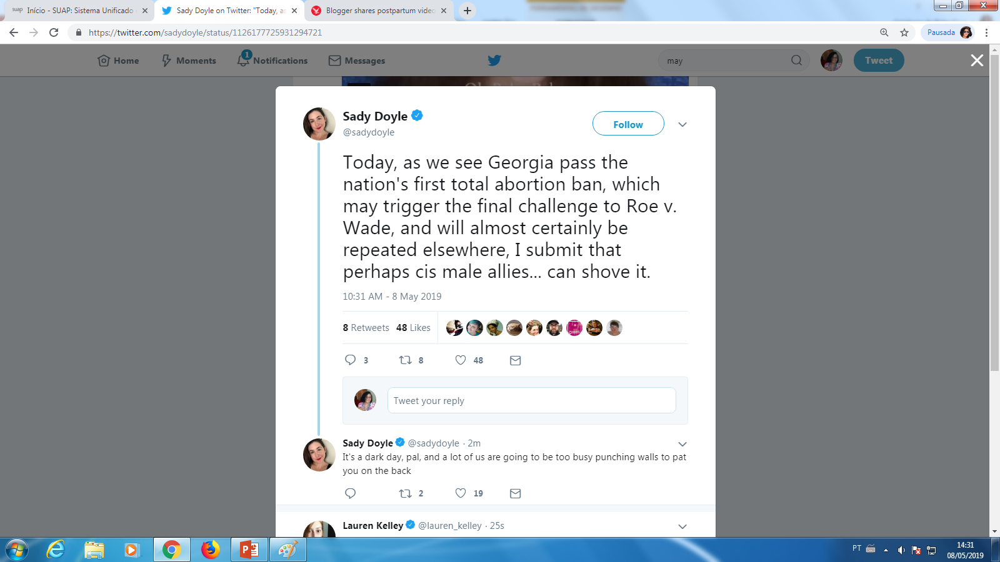 suap Início - SUAP: Sistema Unificado
Sady Doyle on Twitter: "Today, as
Blogger shares postpartum video
https://twitter.com/sadydoyle/status/1126177725931294721
Pausada
Home
Moments
1
Notifications
Messages
may
Tweet
Sady Doyle
@sadydoyle
Follow
Today, as we see Georgia pass the
nation's first total abortion ban, which
may trigger the final challenge to Roe v.
Wade, and will almost certainly be
repeated elsewhere, I submit that
perhaps cis male allies... can shove it.
10:31 AM - 8 May 2019
8 Retweets 48 Likes
3 8 48
Tweet your reply
Sady Doyle @sadydoyle · 2m
It's a dark day, pal, and a lot of us are going to be too busy punching walls to pat
you on the back
2 19
Lauren Kelley @lauren_kelley · 25s
PT
14:31
08/05/2019